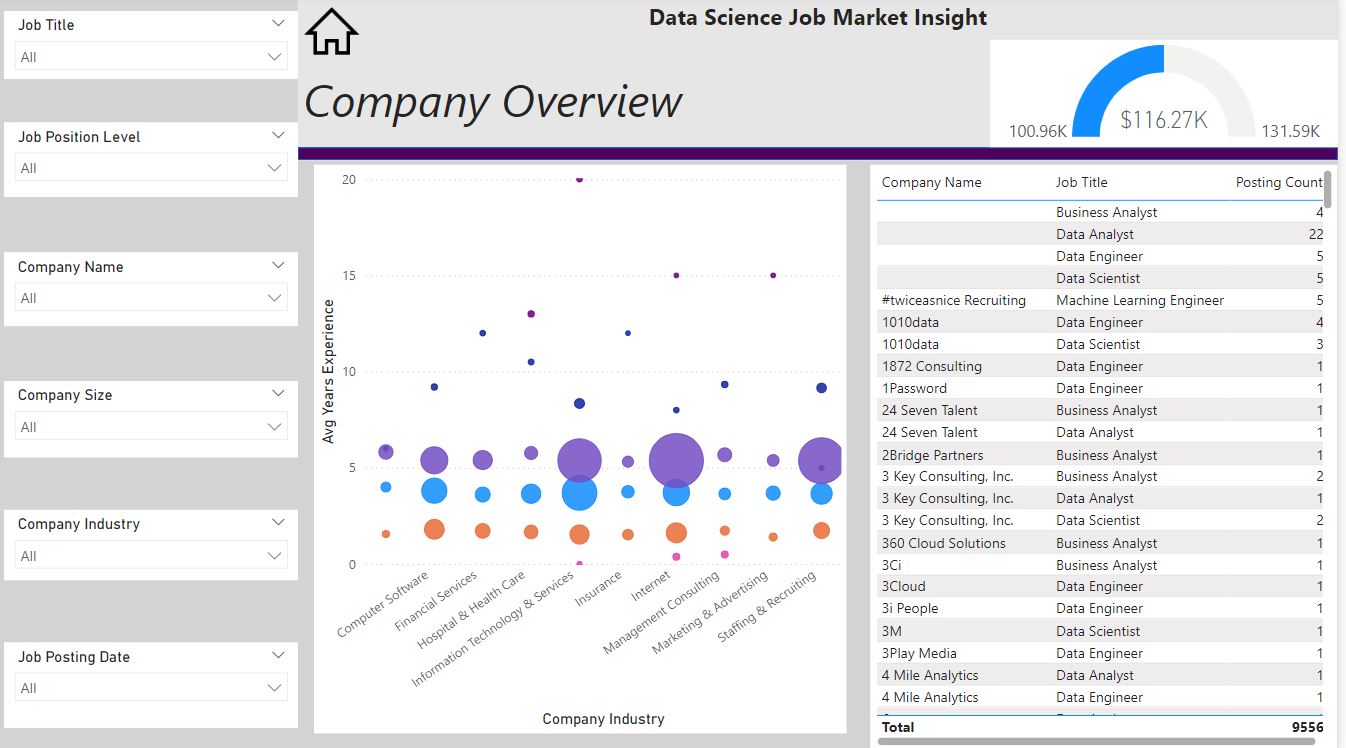 Data Science Job Market Insight
Company Overview
100.96K $116.27K 131.59K
Job Title
All
Job Position Level
All
Company Name
All
Company Size
All
Company Industry
All
Job Posting Date
All
Avg Years Experience
20
15
10
5
0
Computer Software
Financial Services
Hospital & Health Care
Information Technology & Services
Insurance
Internet
Management Consulting
Marketing & Advertising
Staffing & Recruiting
Company Industry
Company Name Job Title Posting Count
Business Analyst 4
Data Analyst 22
Data Engineer 5
Data Scientist 5
#twiceasnice Recruiting Machine Learning Engineer 5
1010data Data Engineer 4
1010data Data Scientist 3
1872 Consulting Data Engineer 1
1Password Data Engineer 1
24 Seven Talent Business Analyst 1
24 Seven Talent Data Analyst 1
2Bridge Partners Business Analyst 1
3 Key Consulting, Inc. Business Analyst 2
3 Key Consulting, Inc. Data Analyst 1
3 Key Consulting, Inc. Data Scientist 2
360 Cloud Solutions Business Analyst 1
3Ci Business Analyst 1
3Cloud Data Engineer 1
3i People Data Engineer 1
3M Data Scientist 1
3Play Media Data Engineer 1
4 Mile Analytics Data Analyst 1
4 Mile Analytics Data Engineer 1
Total 9556